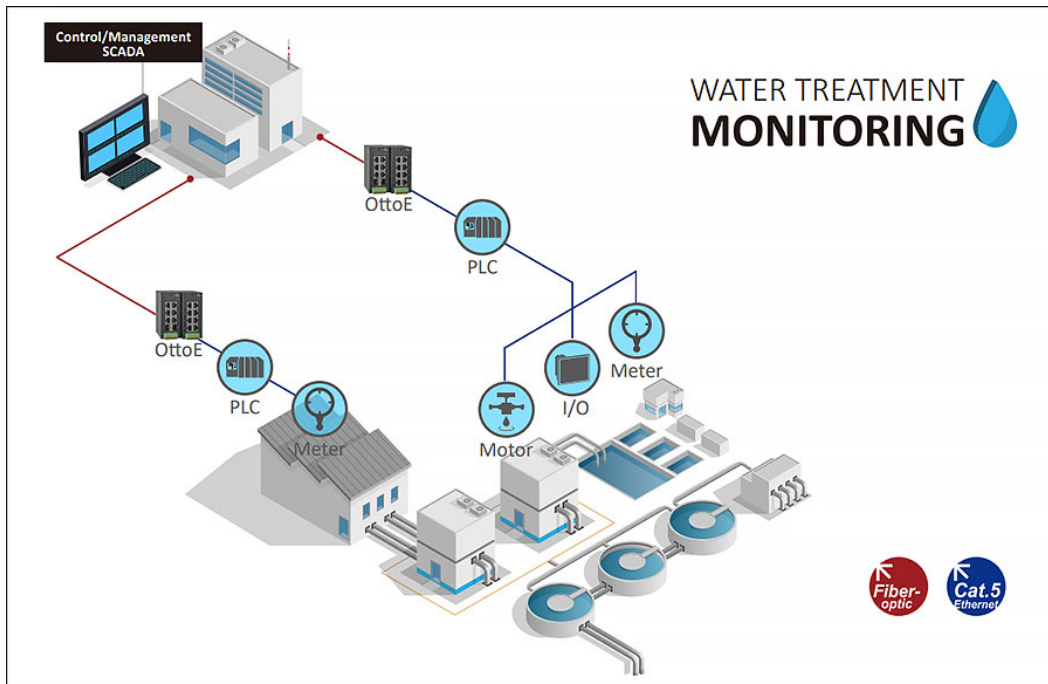 Control/Management
SCADA
WATER TREATMENT
MONITORING
OttoE
PLC
OttoE
PLC
Meter
Meter
I/O
Motor
Fiber-
optic
Cat.5
Ethernet